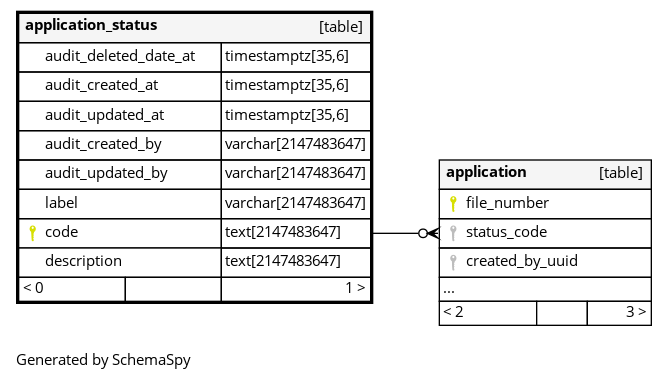 application_status [table]
audit_deleted_date_at timestamptz[35,6]
audit_created_at timestamptz[35,6]
audit_updated_at timestamptz[35,6]
audit_created_by varchar[2147483647]
audit_updated_by varchar[2147483647]
label varchar[2147483647]
code text[2147483647]
description text[2147483647]
< 0 1 >
application [table]
file_number
status_code
created_by_uuid
...
< 2 3 >
Generated by SchemaSpy